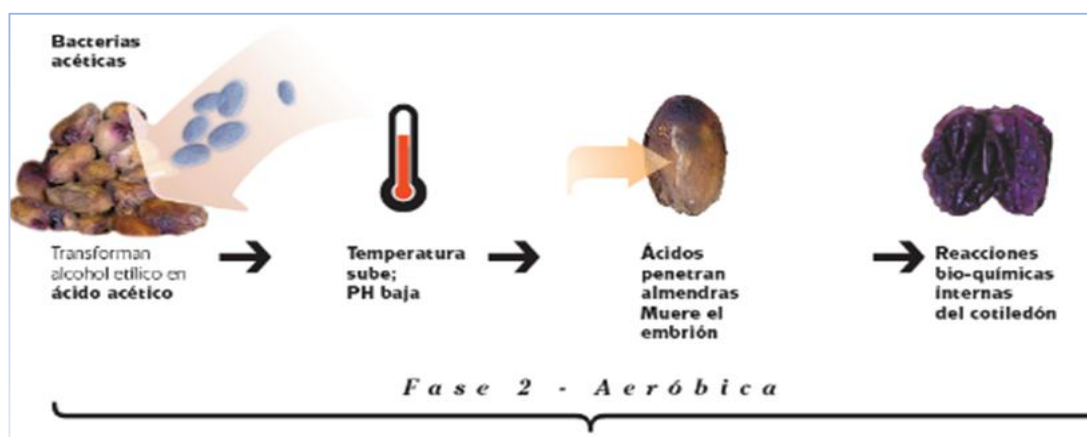 Bacterías
acéticas
Transforman
alcohol etílico en
ácido acético
Temperatura
sube;
PH baja
Ácidos
penetran
almendras
Muere el
embrión
Reacciones
bio-químicas
internas
del cotiledón
Fase 2 - Aeróbica